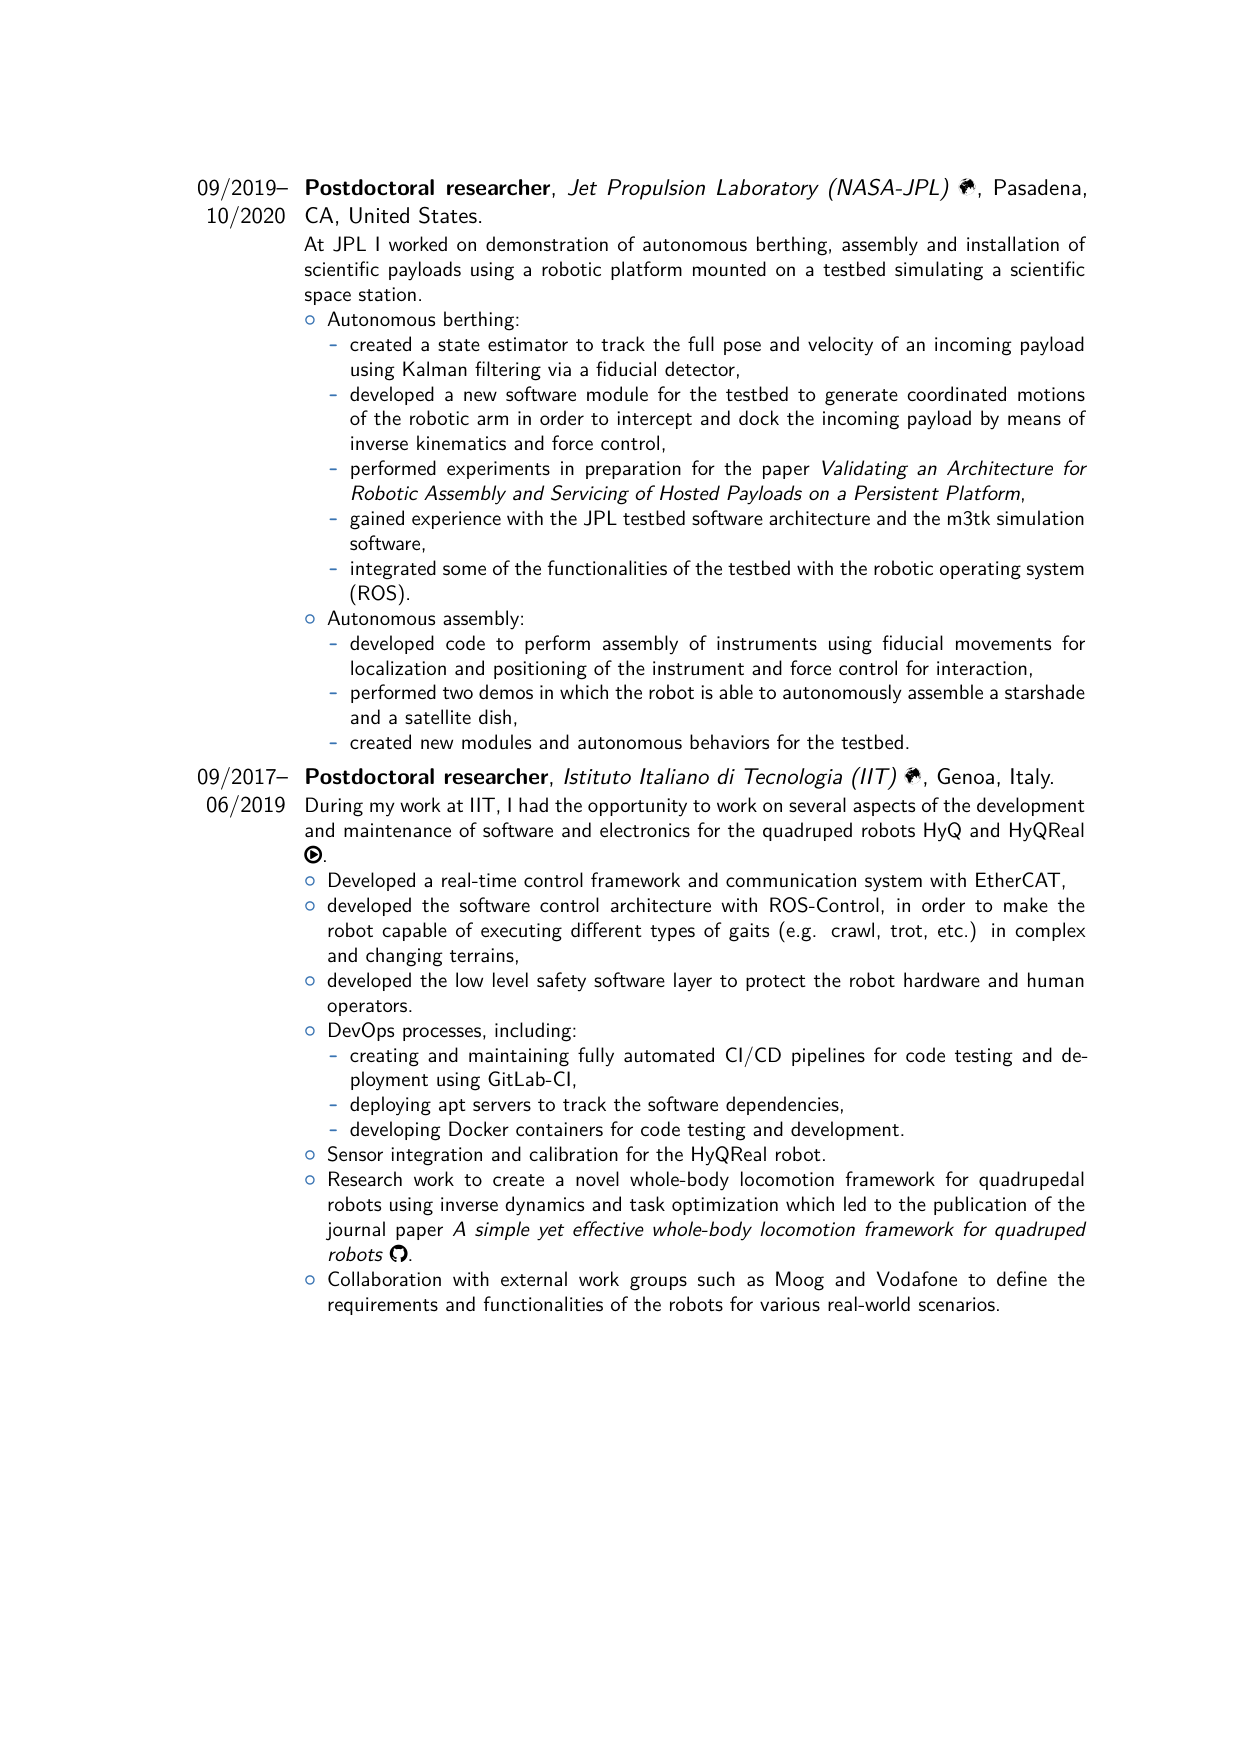 09/2019– Postdoctoral researcher, Jet Propulsion Laboratory (NASA-JPL) , Pasadena,
10/2020 CA, United States.
At JPL I worked on demonstration of autonomous berthing, assembly and installation of
scientific payloads using a robotic platform mounted on a testbed simulating a scientific
space station.
○ Autonomous berthing:
– created a state estimator to track the full pose and velocity of an incoming payload
using Kalman filtering via a fiducial detector,
– developed a new software module for the testbed to generate coordinated motions
of the robotic arm in order to intercept and dock the incoming payload by means of
inverse kinematics and force control,
– performed experiments in preparation for the paper Validating an Architecture for
Robotic Assembly and Servicing of Hosted Payloads on a Persistent Platform,
– gained experience with the JPL testbed software architecture and the m3tk simulation
software,
– integrated some of the functionalities of the testbed with the robotic operating system
(ROS).
○ Autonomous assembly:
– developed code to perform assembly of instruments using fiducial movements for
localization and positioning of the instrument and force control for interaction,
– performed two demos in which the robot is able to autonomously assemble a starshade
and a satellite dish,
– created new modules and autonomous behaviors for the testbed.
09/2017– Postdoctoral researcher, Istituto Italiano di Tecnologia (IIT) , Genoa, Italy.
06/2019 During my work at IIT, I had the opportunity to work on several aspects of the development
and maintenance of software and electronics for the quadruped robots HyQ and HyQReal
.
○ Developed a real-time control framework and communication system with EtherCAT,
○ developed the software control architecture with ROS-Control, in order to make the
robot capable of executing different types of gaits (e.g. crawl, trot, etc.) in complex
and changing terrains,
○ developed the low level safety software layer to protect the robot hardware and human
operators.
○ DevOps processes, including:
– creating and maintaining fully automated CI/CD pipelines for code testing and de-
ployment using GitLab-CI,
– deploying apt servers to track the software dependencies,
– developing Docker containers for code testing and development.
○ Sensor integration and calibration for the HyQReal robot.
○ Research work to create a novel whole-body locomotion framework for quadrupedal
robots using inverse dynamics and task optimization which led to the publication of the
journal paper A simple yet effective whole-body locomotion framework for quadruped
robots .
○ Collaboration with external work groups such as Moog and Vodafone to define the
requirements and functionalities of the robots for various real-world scenarios.